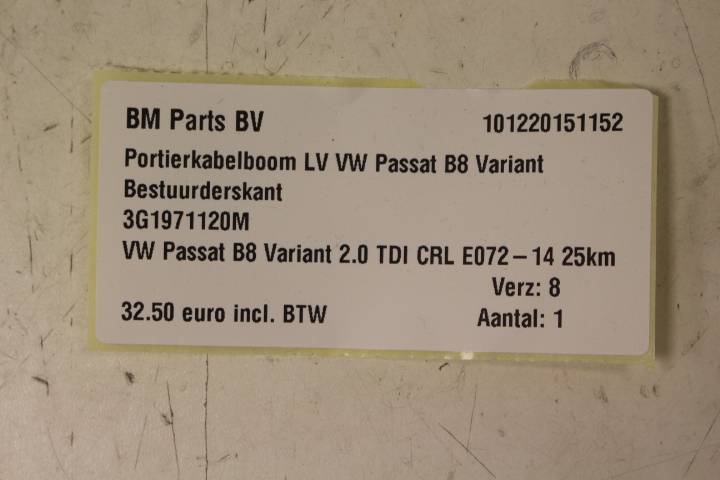 BM Parts BV 101220151152
Portierkabelboom LV VW Passat B8 Variant
Bestuurderskant
3G1971120M
VW Passat B8 Variant 2.0 TDI CRL E072-14 25km
Verz: 8
32.50 euro incl. BTW Aantal: 1